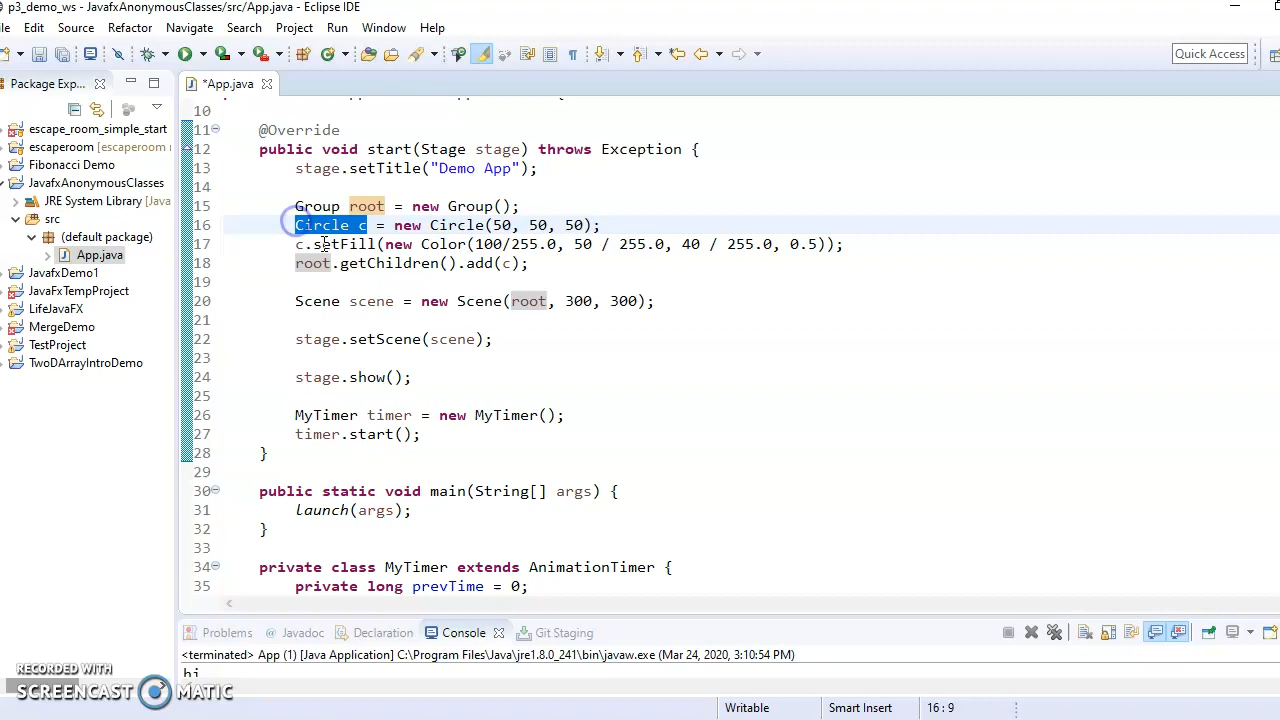 p3_demo_ws - JavafxAnonymousClasses/src/App.java - Eclipse IDE
Edit Source Refactor Navigate Search Project Run Window Help
Quick Access
Package Exp...
*App.java
escape_room_simple_start
escaperoom [escaperoom
Fibonacci Demo
JavafxAnonymousClasses
JRE System Library [Java
src
(default package)
App.java
JavafxDemo1
JavaFxTempProject
LifeJavaFX
MergeDemo
TestProject
TwoDArrayIntroDemo
10
11 @Override
12 public void start(Stage stage) throws Exception {
13 stage.setTitle("Demo App");
14
15 Group root = new Group();
16 Circle c = new Circle(50, 50, 50);
17 c.setFill(new Color(100/255.0, 50 / 255.0, 40 / 255.0, 0.5));
18 root.getChildren().add(c);
19
20 Scene scene = new Scene(root, 300, 300);
21
22 stage.setScene(scene);
23
24 stage.show();
25
26 MyTimer timer = new MyTimer();
27 timer.start();
28 }
29
30 public static void main(String[] args) {
31 launch(args);
32 }
33
34 private class MyTimer extends AnimationTimer {
35 private long prevTime = 0;
Problems @ Javadoc Declaration Console Git Staging
<terminated> App (1) [Java Application] C:\Program Files\Java\jre1.8.0_241\bin\javaw.exe (Mar 24, 2020, 3:10:54 PM)
hi
RECORDED WITH
SCREENCAST MATIC
Writable Smart Insert 16 : 9